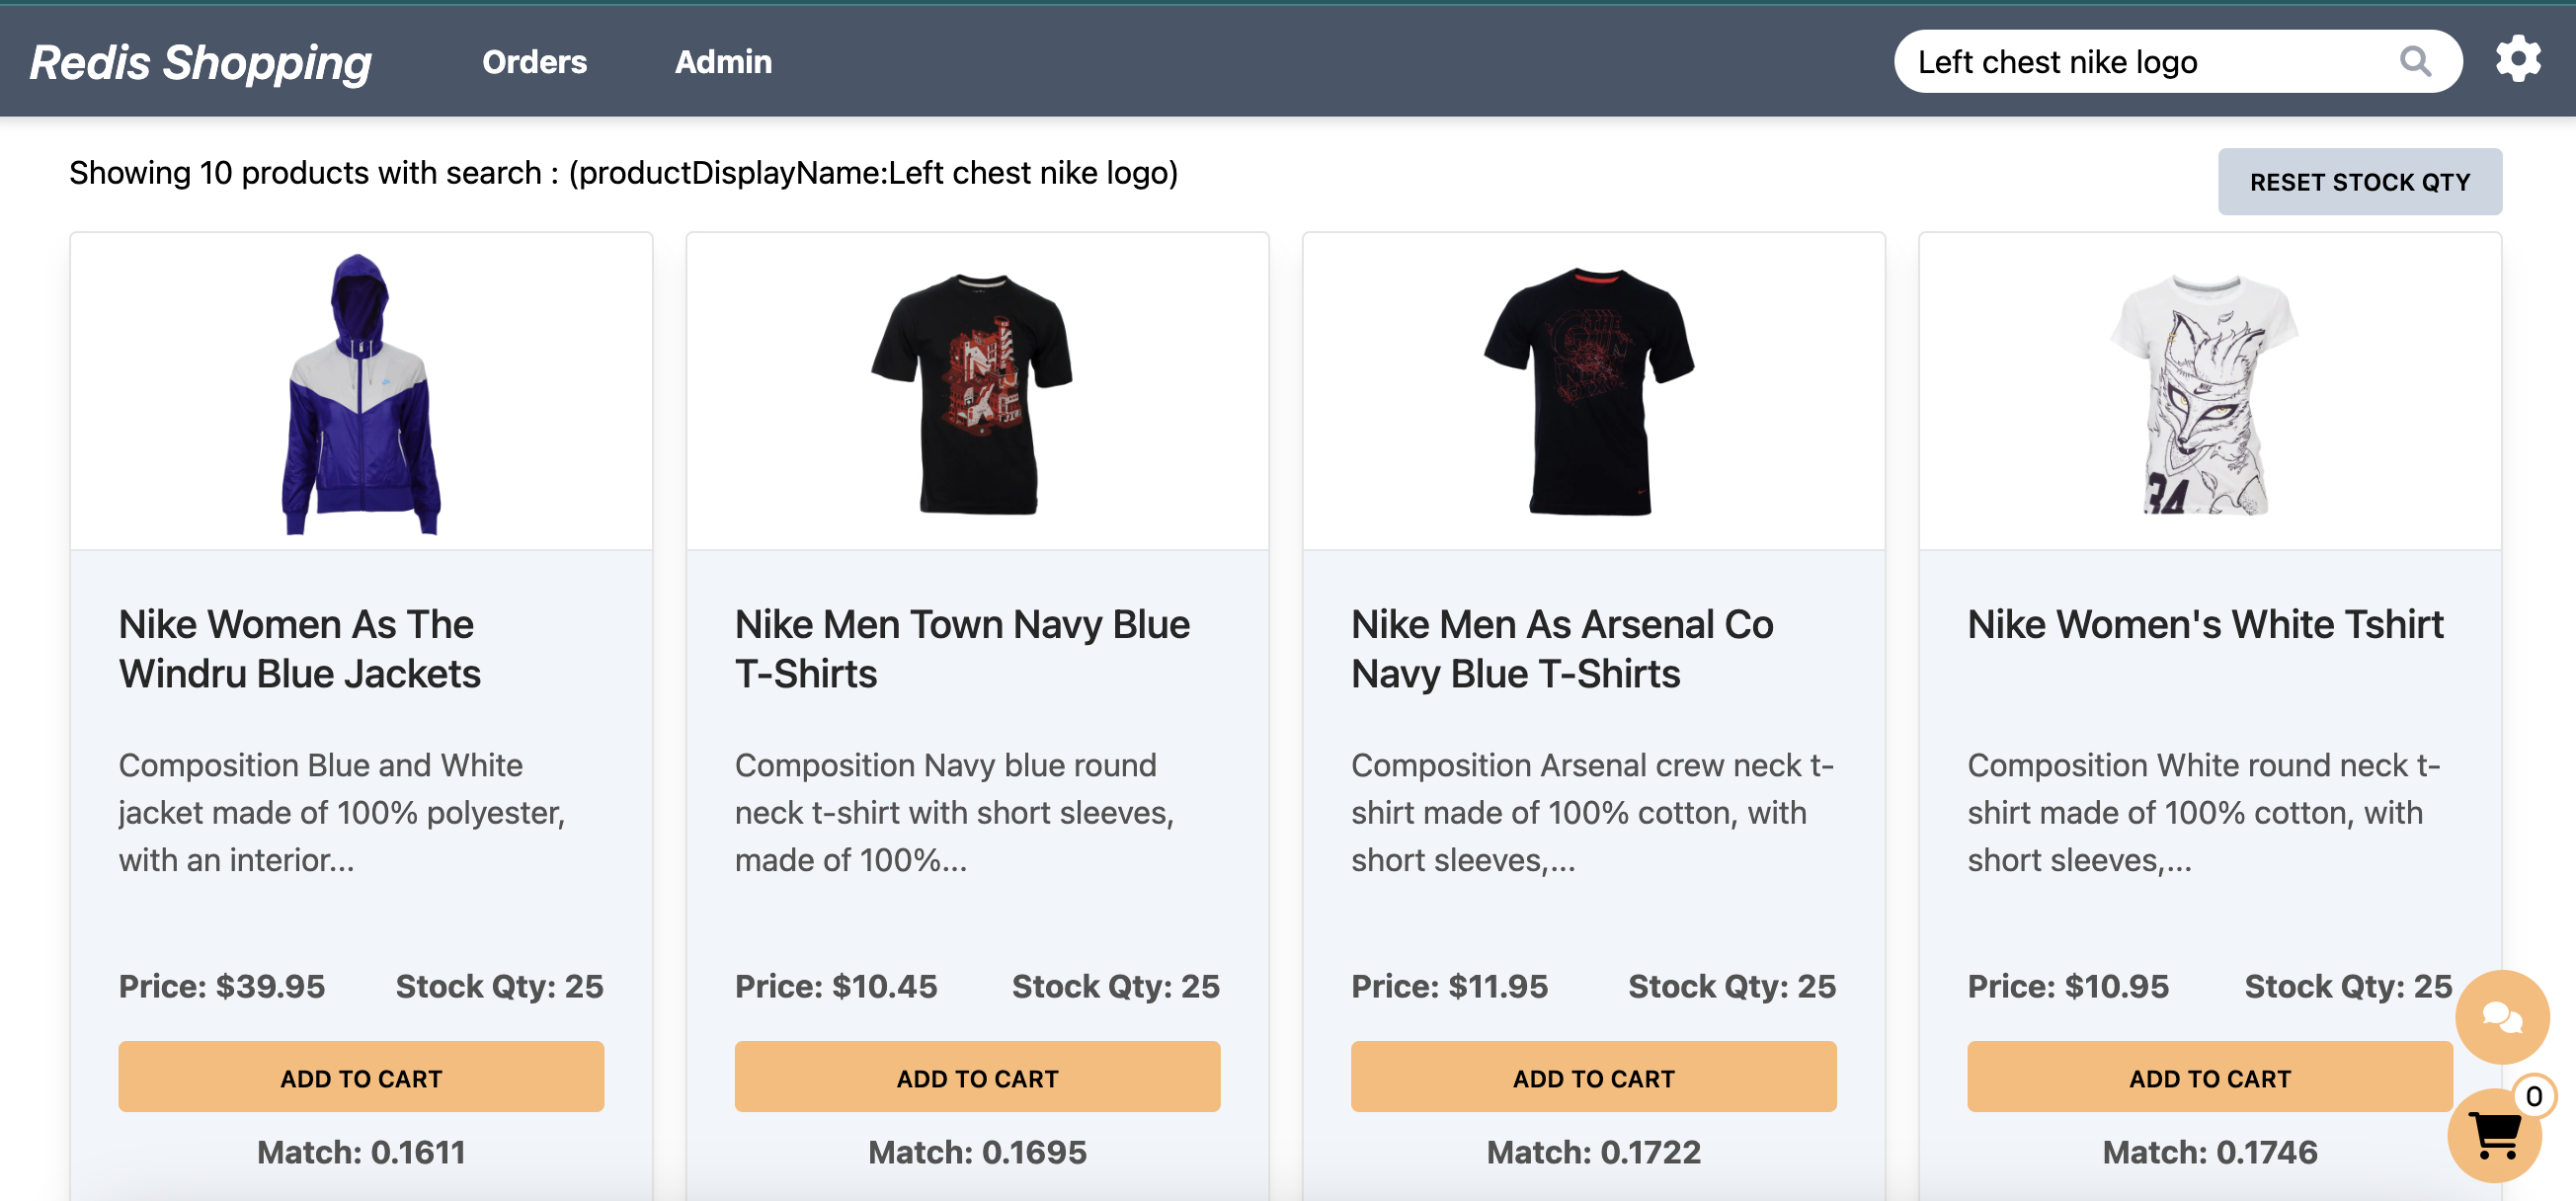 Redis Shopping
Orders
Admin
Left chest nike logo
Showing 10 products with search : (productDisplayName:Left chest nike logo)
RESET STOCK QTY
NIKE
34
Nike Women As The
Windru Blue Jackets
Composition Blue and White
jacket made of 100% polyester,
with an interior...
Price: $39.95
Stock Qty: 25
ADD TO CART
Match: 0.1611
Nike Men Town Navy Blue
T-Shirts
Composition Navy blue round
neck t-shirt with short sleeves,
made of 100%...
Price: $10.45
Stock Qty: 25
ADD TO CART
Match: 0.1695
Nike Men As Arsenal Co
Navy Blue T-Shirts
Composition Arsenal crew neck t-
shirt made of 100% cotton, with
short sleeves,...
Price: $11.95
Stock Qty: 25
ADD TO CART
Match: 0.1722
Nike Women's White Tshirt
Composition White round neck t-
shirt made of 100% cotton, with
short sleeves,...
Price: $10.95
Stock Qty: 25
ADD TO CART
Match: 0.1746
0